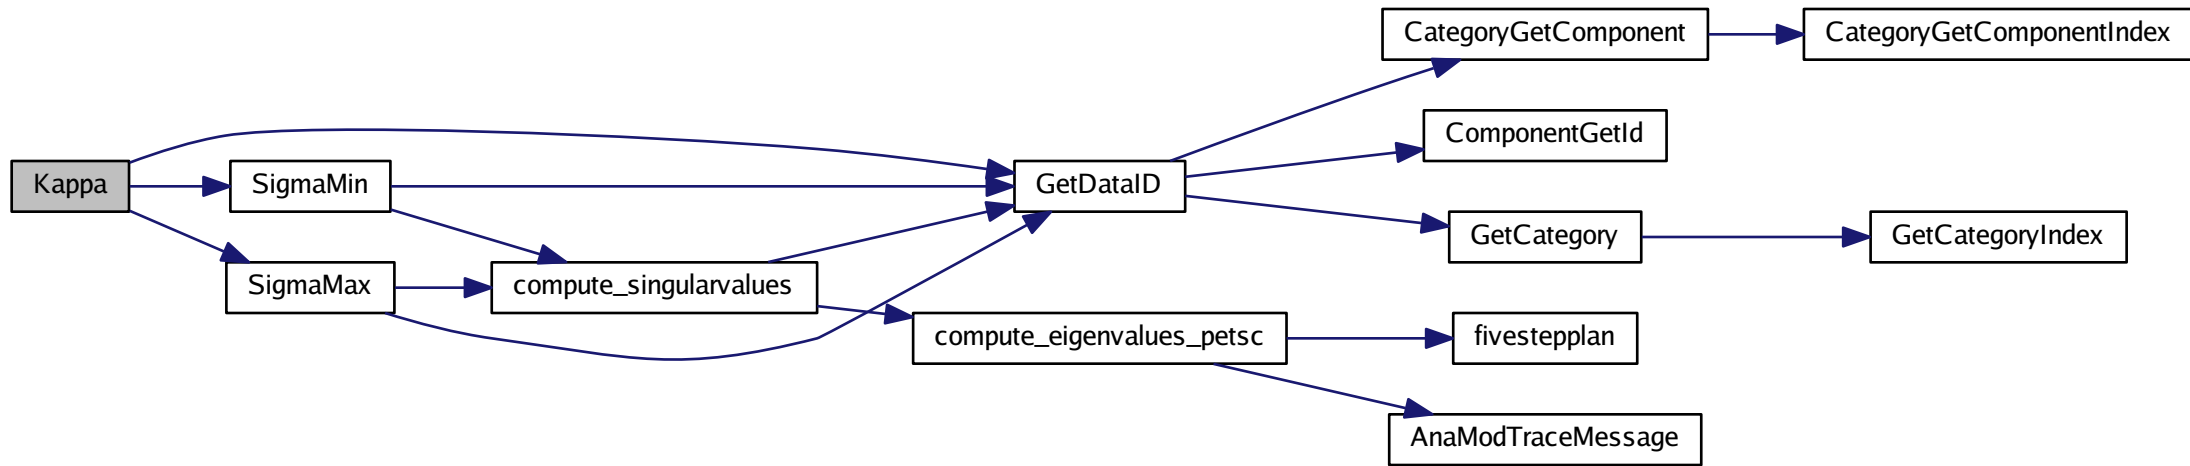 Kappa
SigmaMin
SigmaMax
compute_singularvalues
GetDataID
compute_eigenvalues_petsc
CategoryGetComponent
ComponentGetId
GetCategory
fivestepplan
AnaModTraceMessage
CategoryGetComponentIndex
GetCategoryIndex